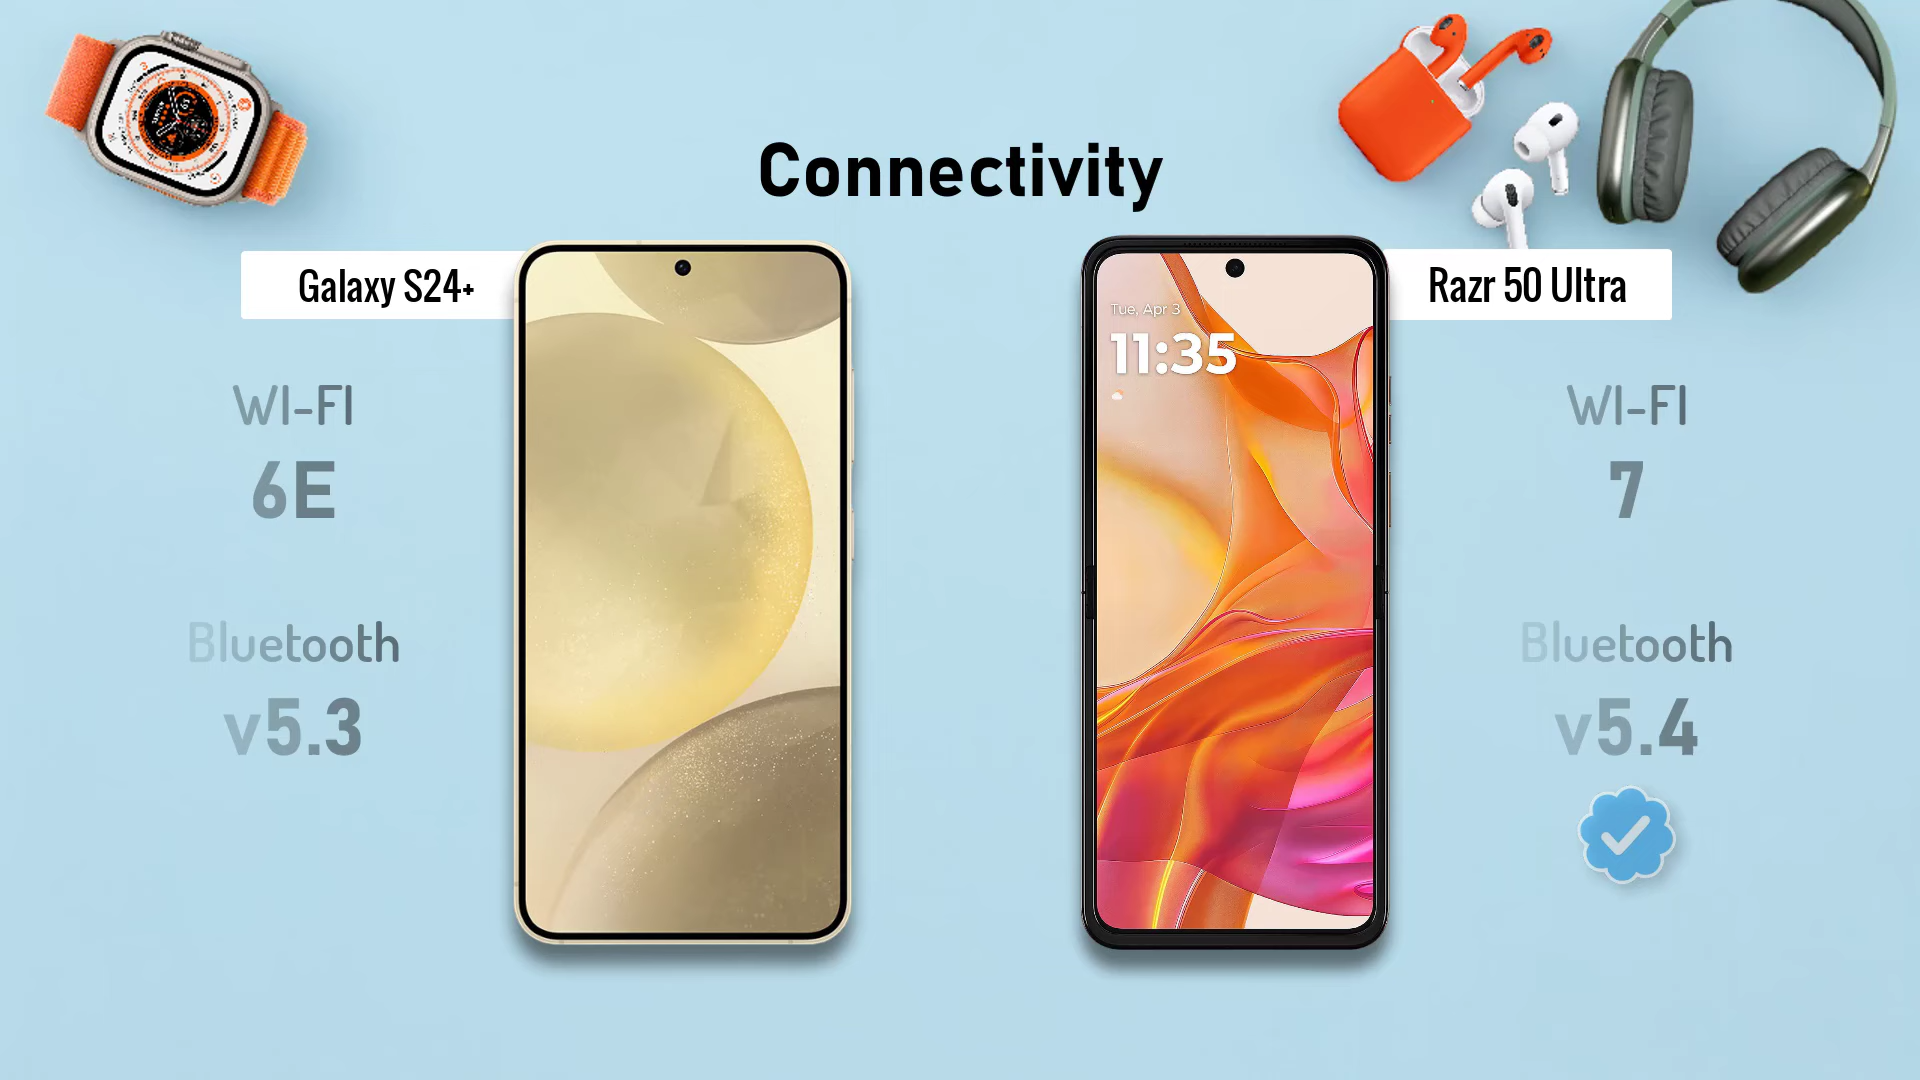 Connectivity
Galaxy S24+
WI-FI
6E
Bluetooth
v5.3
Tue, Apr 3
11:35
Razr 50 Ultra
WI-FI
7
Bluetooth
v5.4